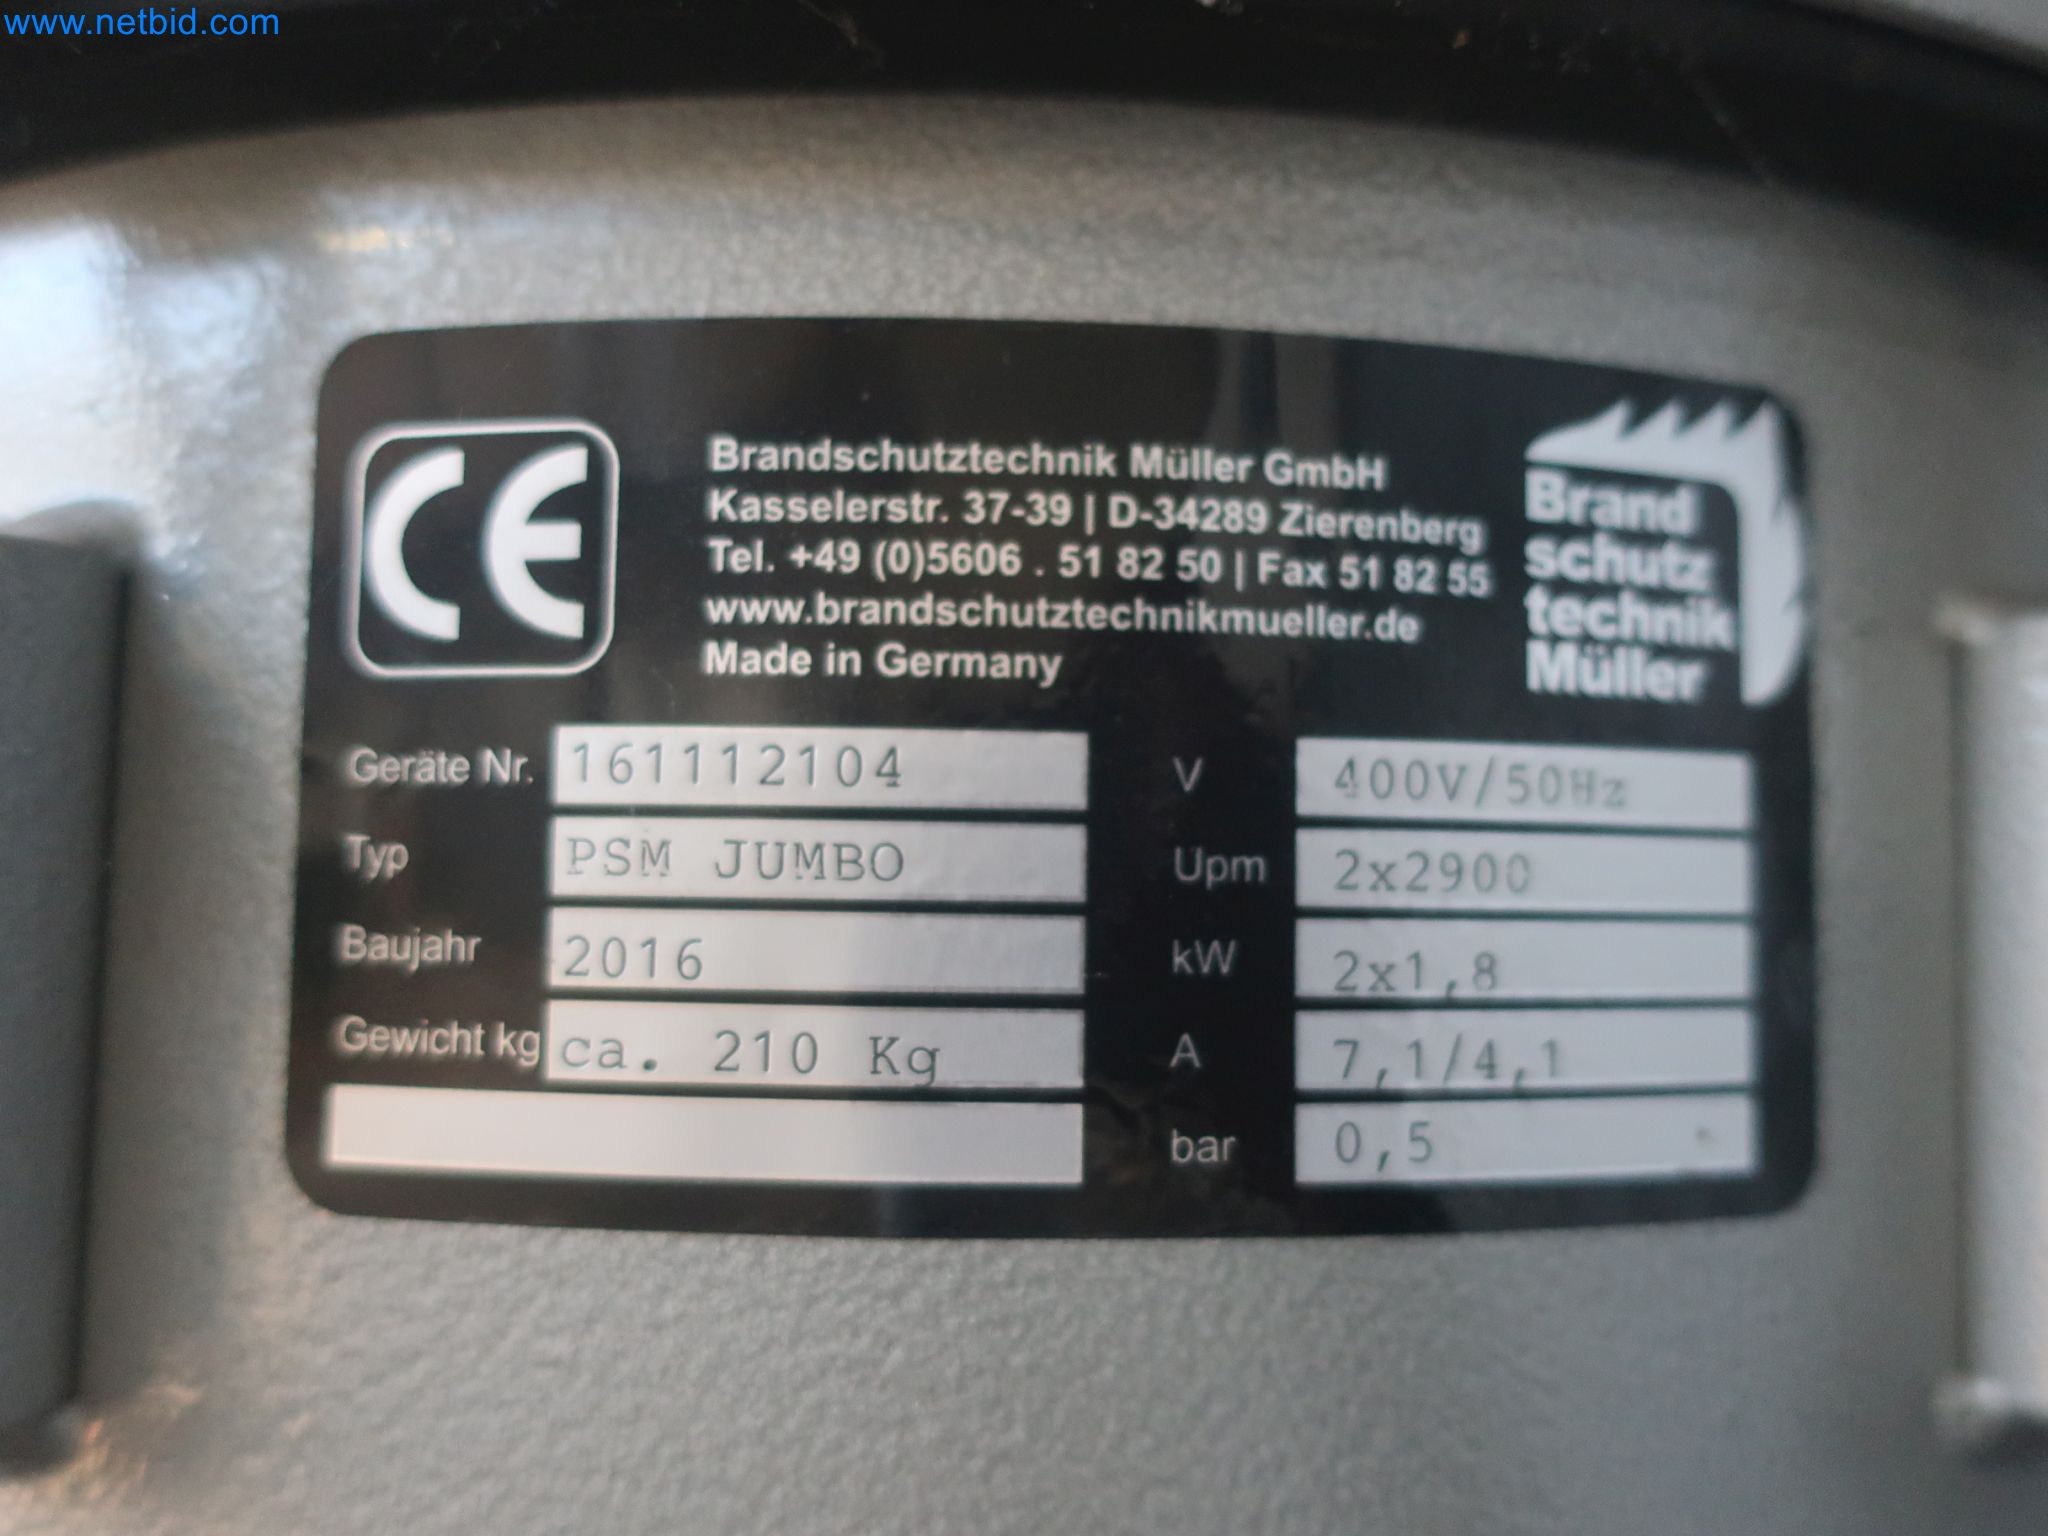 www.netbid.com
CE
Brandschutztechnik Müller GmbH
Kasselerstr. 37-39 | D-34289 Zierenberg
Tel. +49 (0)5606 . 51 82 50 | Fax 51 82 55
www.brandschutztechnikmueller.de
Made in Germany
Brand
schutz
technik
Müller
Geräte Nr. 161112104
Typ PSM JUMBO
Baujahr 2016
Gewicht kg ca. 210 Kg
V 400V/50Hz
Upm 2x2900
kW 2x1,8
A 7,1/4,1
bar 0,5